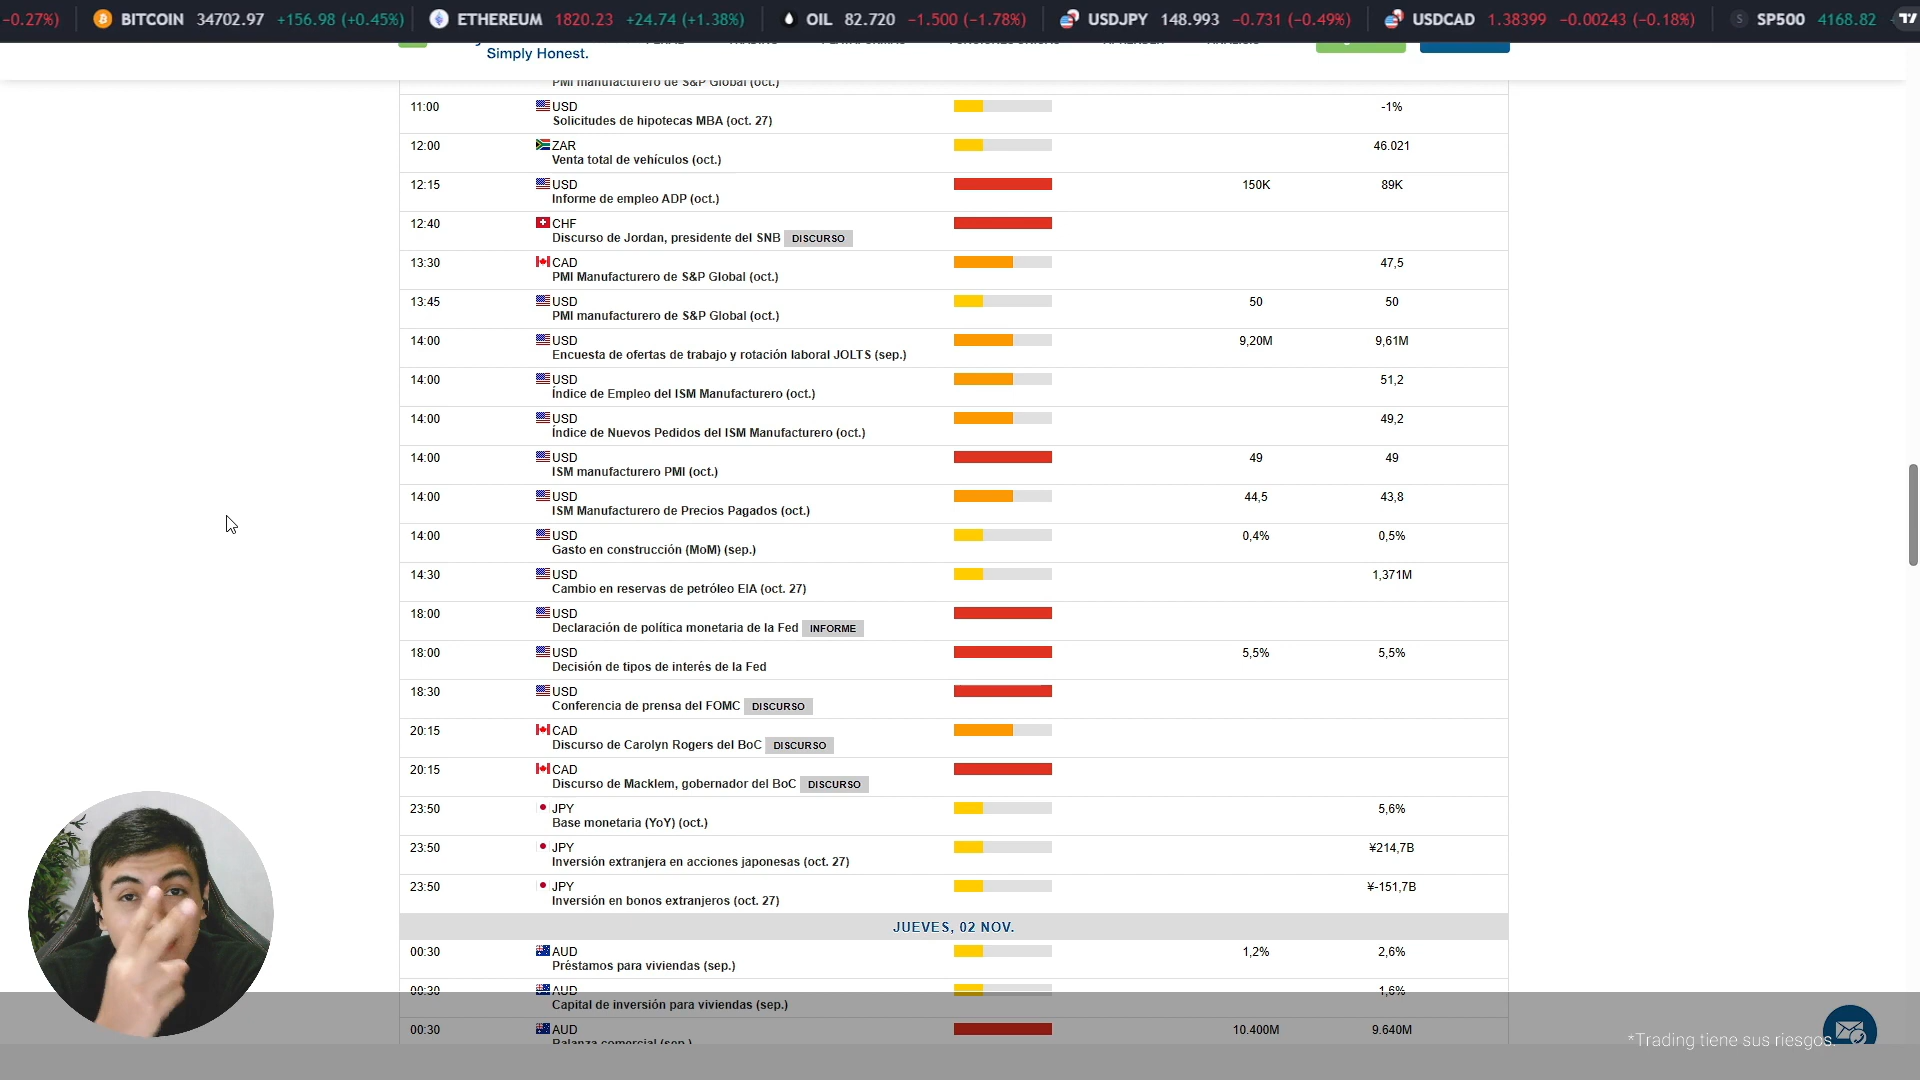 −0.27%) BITCOIN 34702.97 +156.98 (+0.45%) ETHEREUM 1820.23 +24.74 (+1.38%) OIL 82.720 −1.500 (−1.78%) USDJPY 148.993 −0.731 (−0.49%) USDCAD 1.38399 −0.00243 (−0.18%) S SP500 4168.82
Simply Honest.
PMI manufacturero de S&P Global (oct.)
11:00 USD -1%
Solicitudes de hipotecas MBA (oct. 27)
12:00 ZAR 46.021
Venta total de vehículos (oct.)
12:15 USD 150K 89K
Informe de empleo ADP (oct.)
12:40 CHF
Discurso de Jordan, presidente del SNB DISCURSO
13:30 CAD 47,5
PMI Manufacturero de S&P Global (oct.)
13:45 USD 50 50
PMI manufacturero de S&P Global (oct.)
14:00 USD 9,20M 9,61M
Encuesta de ofertas de trabajo y rotación laboral JOLTS (sep.)
14:00 USD 51,2
Índice de Empleo del ISM Manufacturero (oct.)
14:00 USD 49,2
Índice de Nuevos Pedidos del ISM Manufacturero (oct.)
14:00 USD 49 49
ISM manufacturero PMI (oct.)
14:00 USD 44,5 43,8
ISM Manufacturero de Precios Pagados (oct.)
14:00 USD 0,4% 0,5%
Gasto en construcción (MoM) (sep.)
14:30 USD 1,371M
Cambio en reservas de petróleo EIA (oct. 27)
18:00 USD
Declaración de política monetaria de la Fed INFORME
18:00 USD 5,5% 5,5%
Decisión de tipos de interés de la Fed
18:30 USD
Conferencia de prensa del FOMC DISCURSO
20:15 CAD
Discurso de Carolyn Rogers del BoC DISCURSO
20:15 CAD
Discurso de Macklem, gobernador del BoC DISCURSO
23:50 JPY 5,6%
Base monetaria (YoY) (oct.)
23:50 JPY ¥214,7B
Inversión extranjera en acciones japonesas (oct. 27)
23:50 JPY ¥-151,7B
Inversión en bonos extranjeros (oct. 27)
JUEVES, 02 NOV.
00:30 AUD 1,2% 2,6%
Préstamos para viviendas (sep.)
00:30 AUD 1,6%
Capital de inversión para viviendas (sep.)
00:30 AUD 10.400M 9.640M
Balanza comercial (sep.)
*Trading tiene sus riesgos.